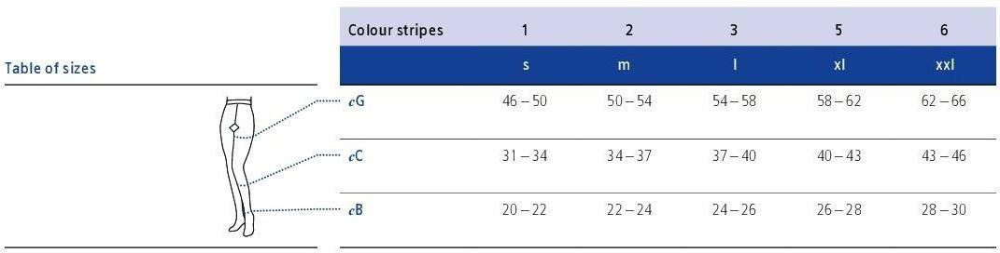 Colour stripes 1 2 3 5 6
Table of sizes s m l xl xxl
cG 46 – 50 50 – 54 54 – 58 58 – 62 62 – 66
cC 31 – 34 34 – 37 37 – 40 40 – 43 43 – 46
cB 20 – 22 22 – 24 24 – 26 26 – 28 28 – 30